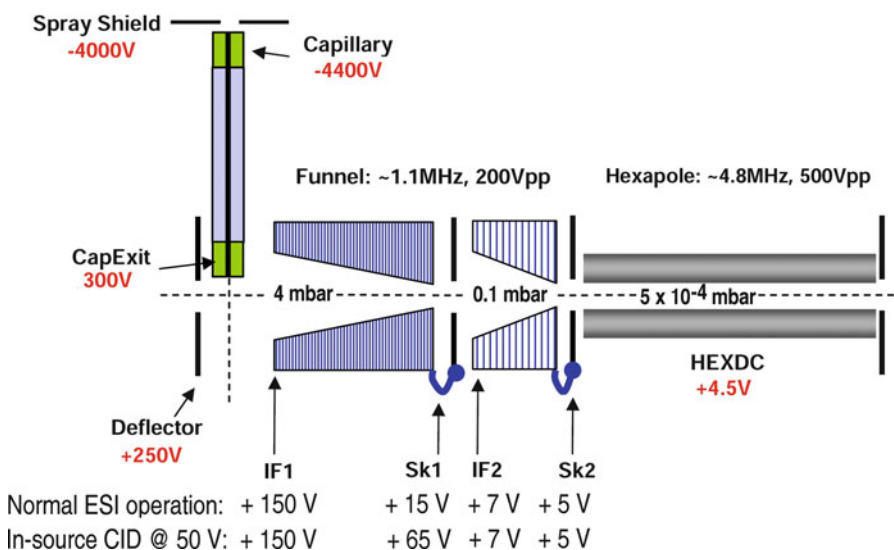 Spray Shield
-4000V
Capillary
-4400V
Funnel: ~1.1MHz, 200Vpp
Hexapole: ~4.8MHz, 500Vpp
CapExit
300V
4 mbar
0.1 mbar
5 x 10⁻⁴ mbar
HEXDC
+4.5V
Deflector
+250V
IF1
Sk1
IF2
Sk2
Normal ESI operation: + 150 V + 15 V + 7 V + 5 V
In-source CID @ 50 V: + 150 V + 65 V + 7 V + 5 V